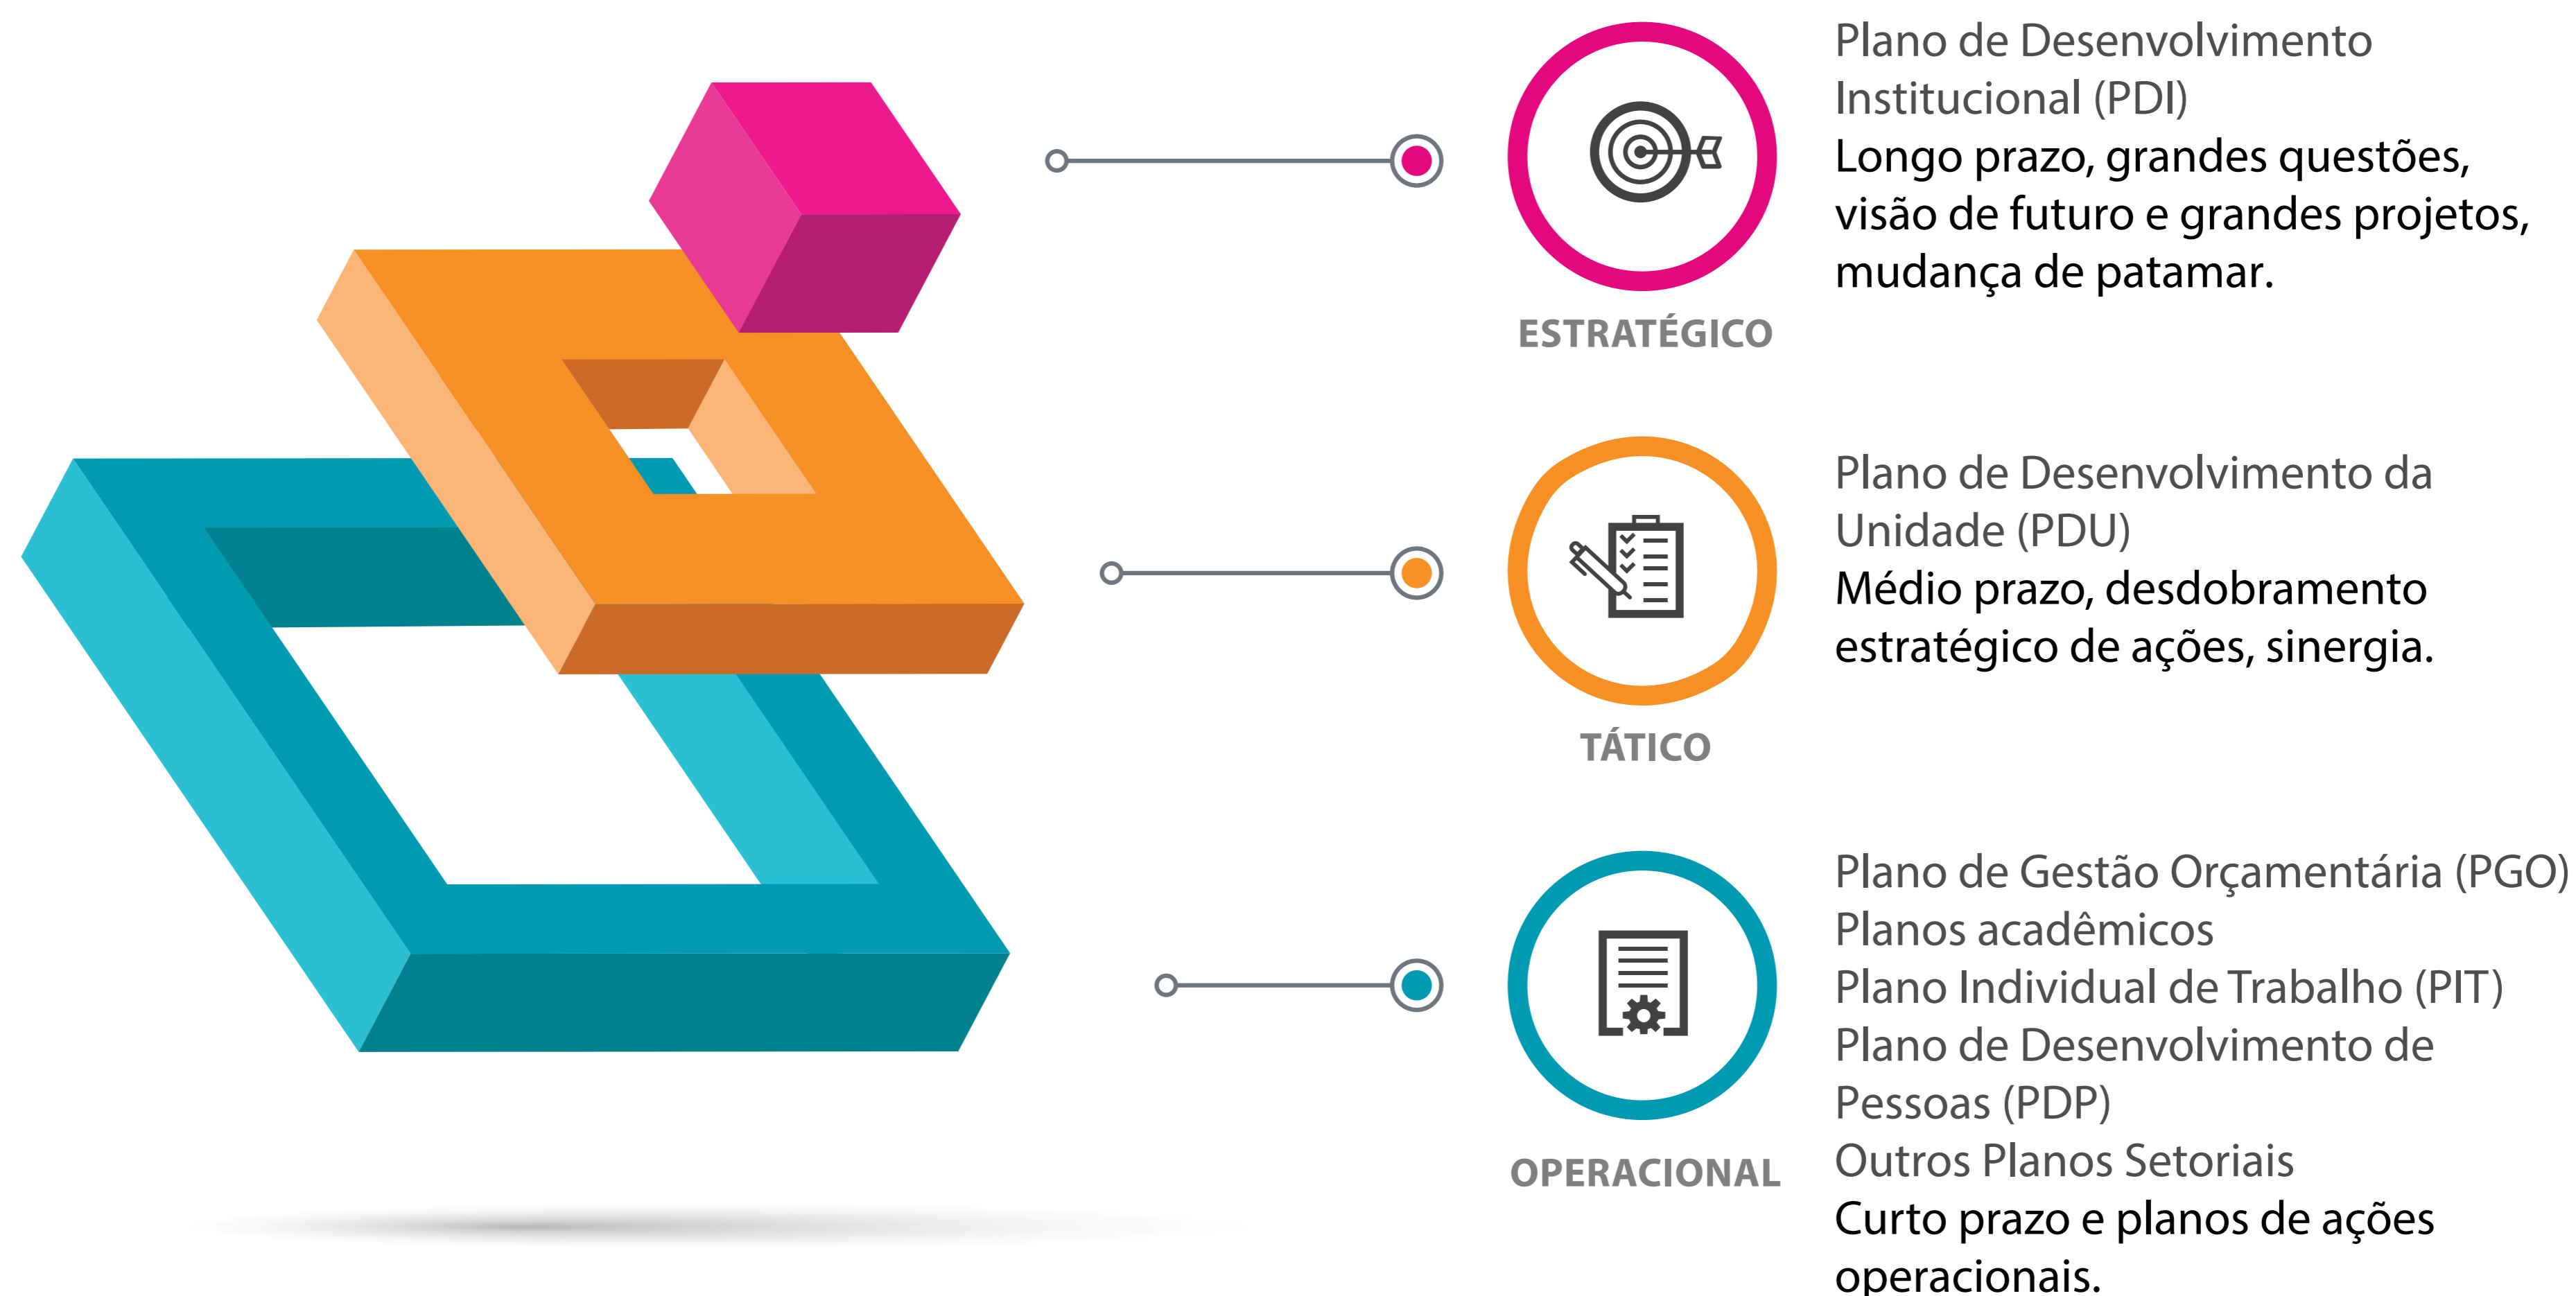 Plano de Desenvolvimento
Institucional (PDI)
Longo prazo, grandes questões,
visão de futuro e grandes projetos,
mudança de patamar.
ESTRATÉGICO
Plano de Desenvolvimento da
Unidade (PDU)
Médio prazo, desdobramento
estratégico de ações, sinergia.
TÁTICO
Plano de Gestão Orçamentária (PGO)
Planos acadêmicos
Plano Individual de Trabalho (PIT)
Plano de Desenvolvimento de
Pessoas (PDP)
Outros Planos Setoriais
Curto prazo e planos de ações
operacionais.
OPERACIONAL